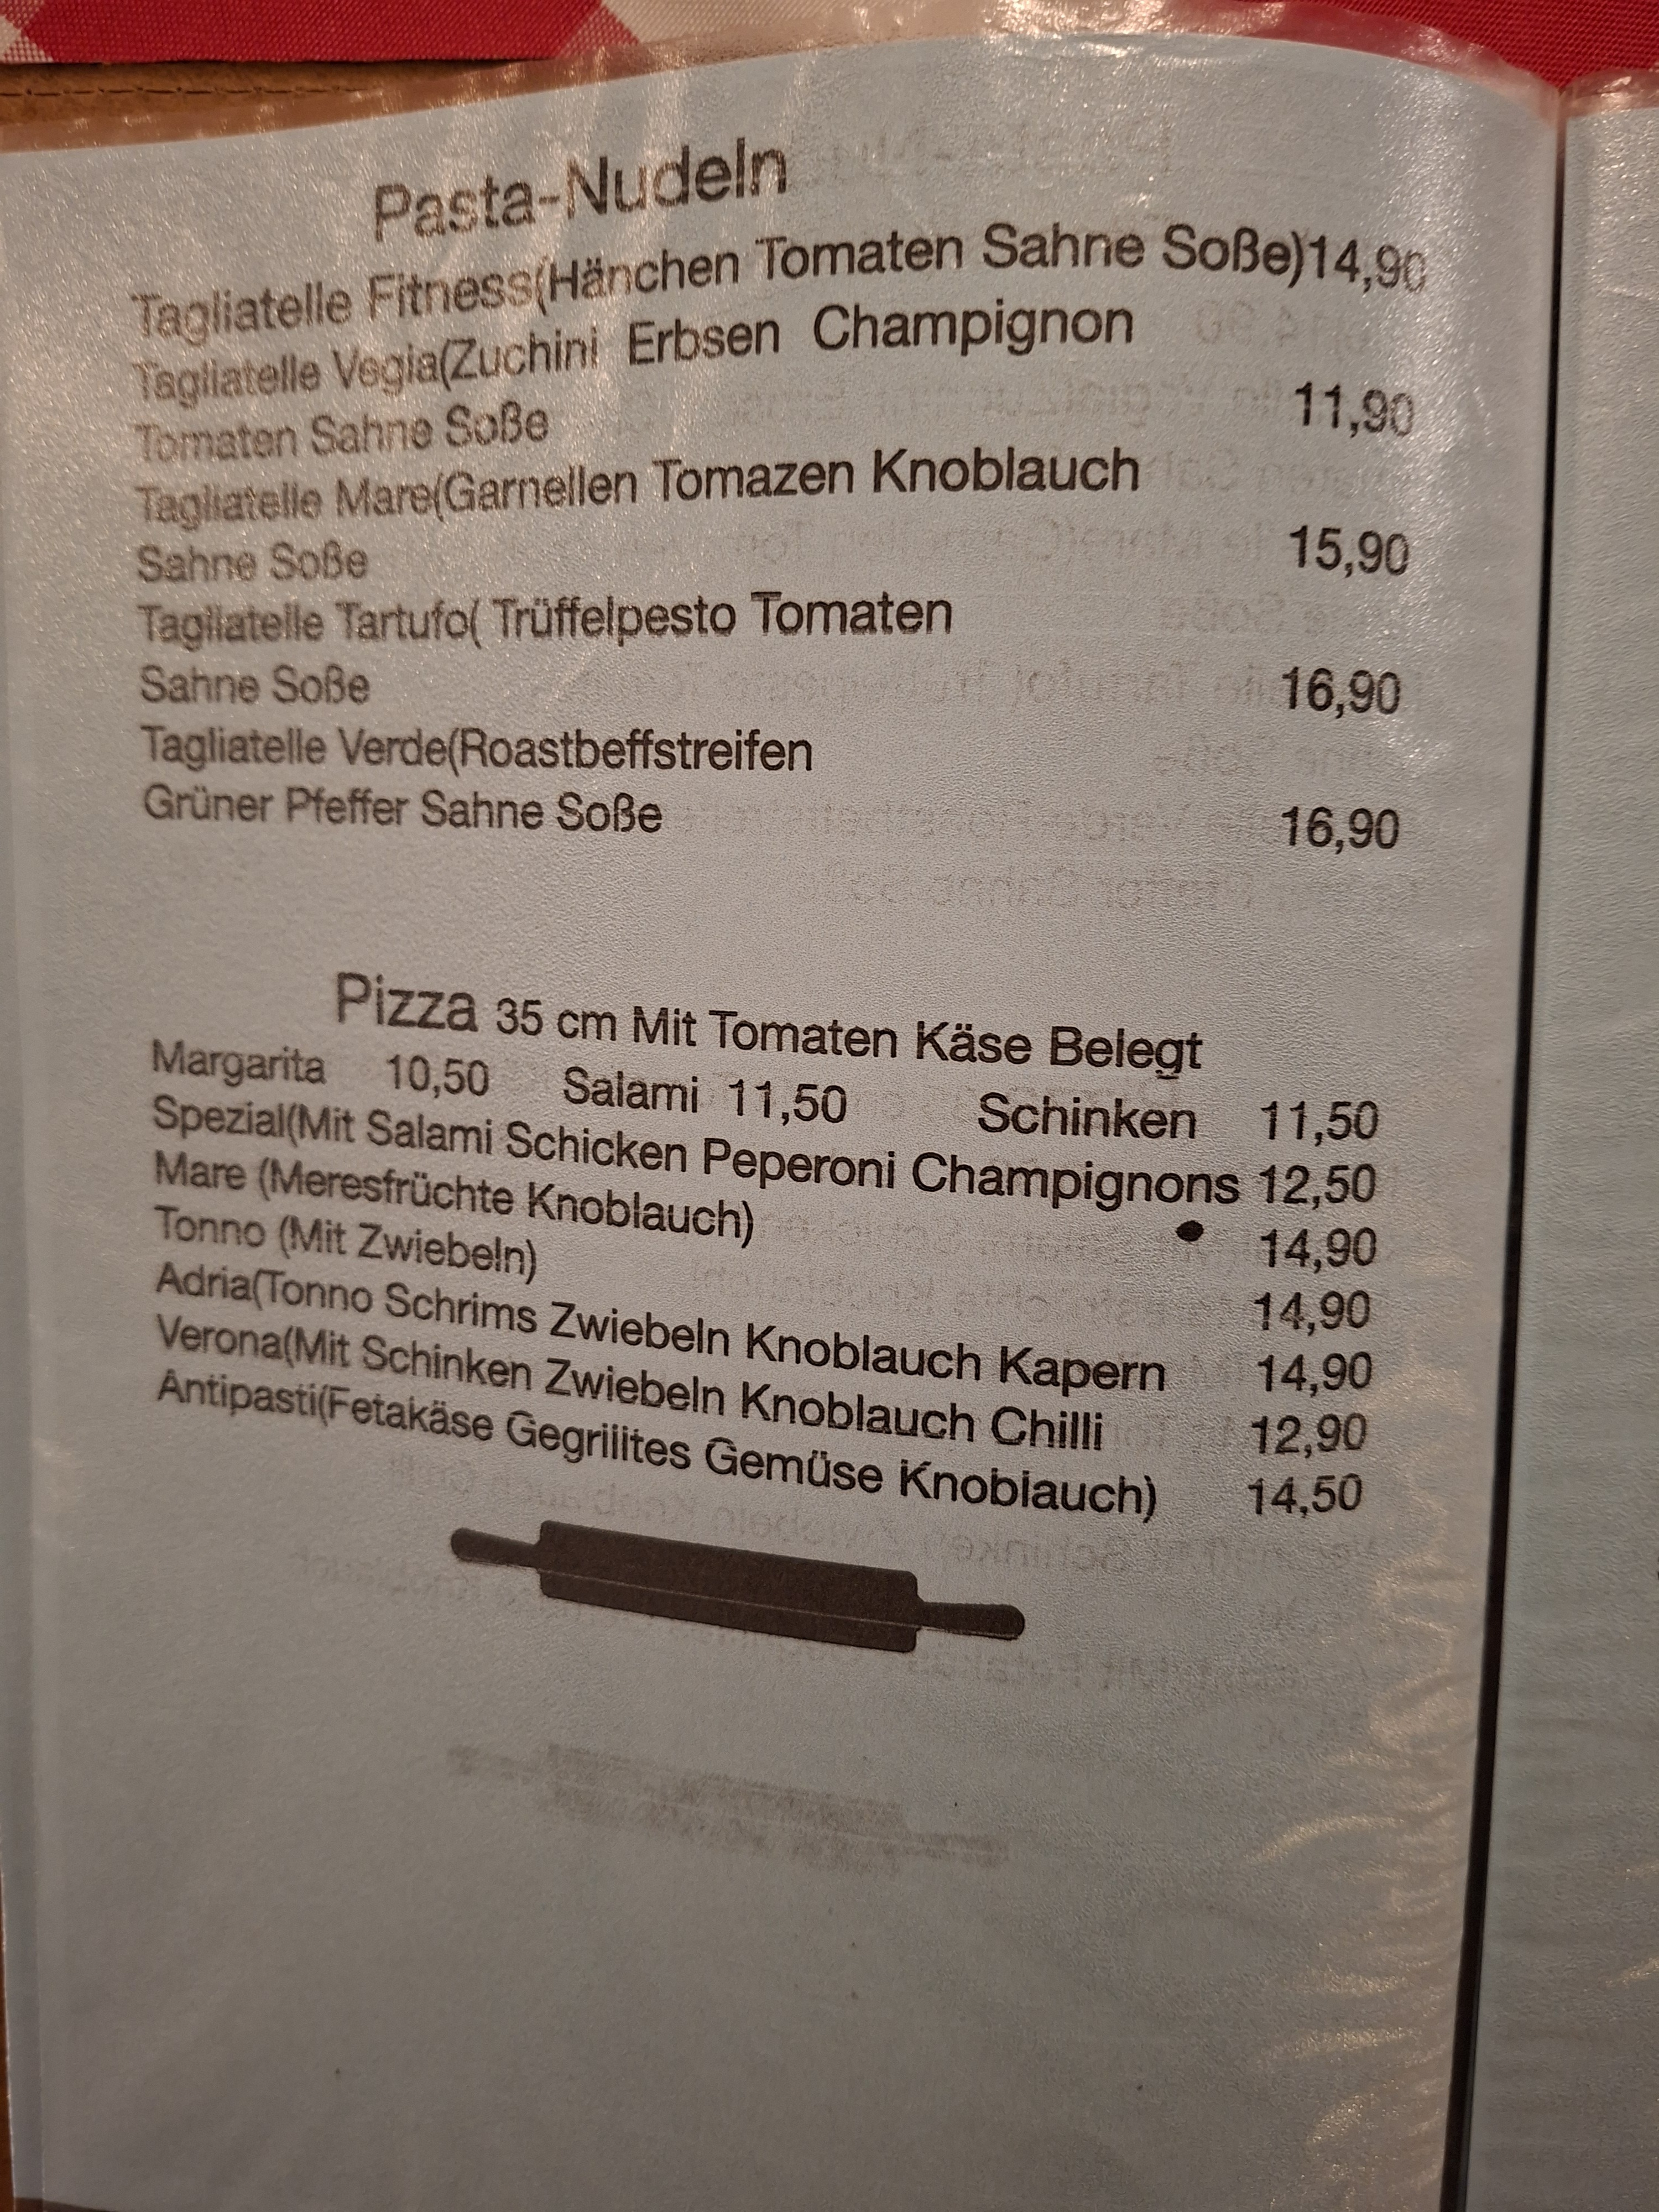 Pasta-Nudeln
Tagliatelle Fitness(Hänchen Tomaten Sahne Soße)14,90
Tagliatelle Vegia(Zuchini Erbsen Champignon
Tomaten Sahne Soße 11,90
Tagliatelle Mare(Garnellen Tomazen Knoblauch
Sahne Soße 15,90
Tagliatelle Tartufo( Trüffelpesto Tomaten
Sahne Soße 16,90
Tagliatelle Verde(Roastbeffstreifen
Grüner Pfeffer Sahne Soße 16,90
Pizza 35 cm Mit Tomaten Käse Belegt
Margarita 10,50 Salami 11,50 Schinken 11,50
Spezial(Mit Salami Schicken Peperoni Champignons 12,50
Mare (Meresfrüchte Knoblauch) 14,90
Tonno (Mit Zwiebeln) 14,90
Adria(Tonno Schrims Zwiebeln Knoblauch Kapern 14,90
Verona(Mit Schinken Zwiebeln Knoblauch Chilli 12,90
Antipasti(Fetakäse Gegrillites Gemüse Knoblauch) 14,50